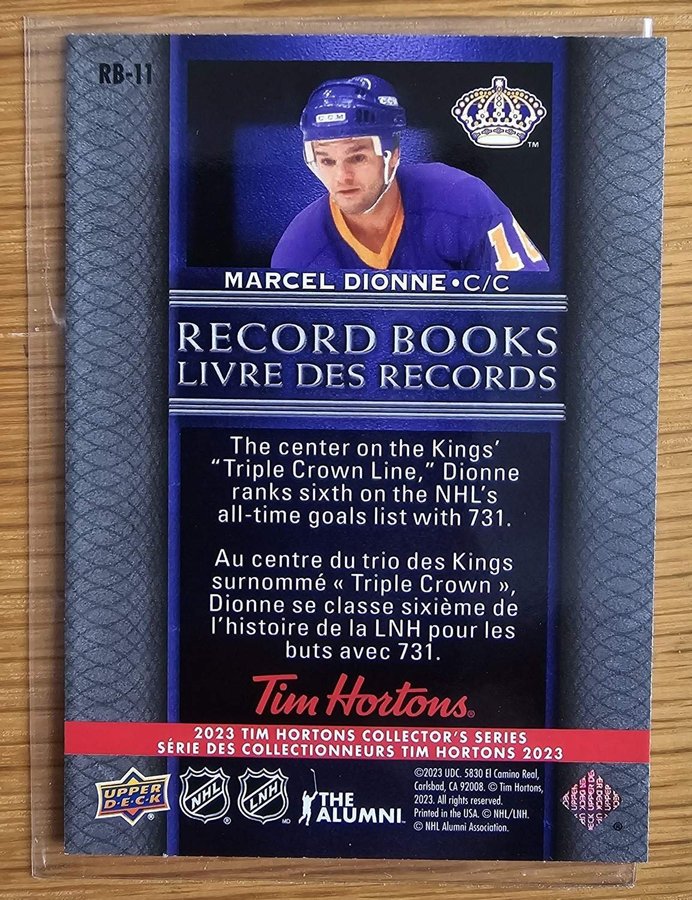 RB-11
CCM
TM
MARCEL DIONNE • C/C
RECORD BOOKS
LIVRE DES RECORDS
The center on the Kings'
"Triple Crown Line," Dionne
ranks sixth on the NHL's
all-time goals list with 731.
Au centre du trio des Kings
surnommé « Triple Crown »,
Dionne se classe sixième de
l'histoire de la LNH pour les
buts avec 731.
Tim Hortons®
2023 TIM HORTONS COLLECTOR'S SERIES
SÉRIE DES COLLECTIONNEURS TIM HORTONS 2023
UPPER DECK ®
NHL ®
LNH MD
THE ALUMNI™
©2023 UDC. 5830 El Camino Real,
Carlsbad, CA 92008. © Tim Hortons,
2023. All rights reserved.
Printed in the USA. © NHL/LNH.
© NHL Alumni Association.
®